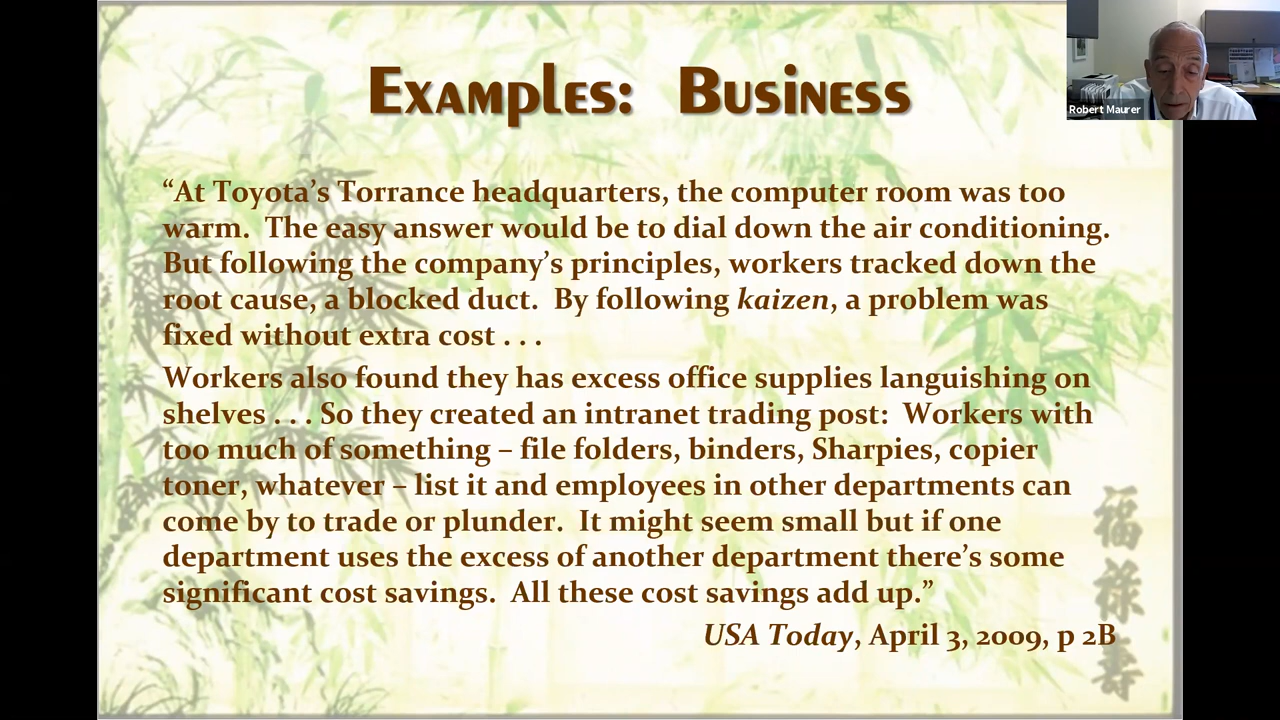 Examples: Business
Robert Maurer
“At Toyota’s Torrance headquarters, the computer room was too
warm. The easy answer would be to dial down the air conditioning.
But following the company’s principles, workers tracked down the
root cause, a blocked duct. By following kaizen, a problem was
fixed without extra cost . . .
Workers also found they has excess office supplies languishing on
shelves . . . So they created an intranet trading post: Workers with
too much of something – file folders, binders, Sharpies, copier
toner, whatever – list it and employees in other departments can
come by to trade or plunder. It might seem small but if one
department uses the excess of another department there’s some
significant cost savings. All these cost savings add up.”
USA Today, April 3, 2009, p 2B
福
祿
壽